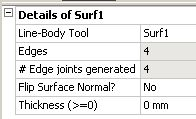 Details of Surf1
Line-Body Tool Surf1
Edges 4
# Edge joints generated 4
Flip Surface Normal? No
Thickness (>=0) 0 mm